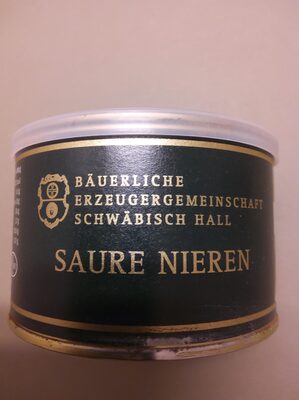 BÄUERLICHE
ERZEUGERGEMEINSCHAFT
SCHWÄBISCH HALL
SAURE NIEREN